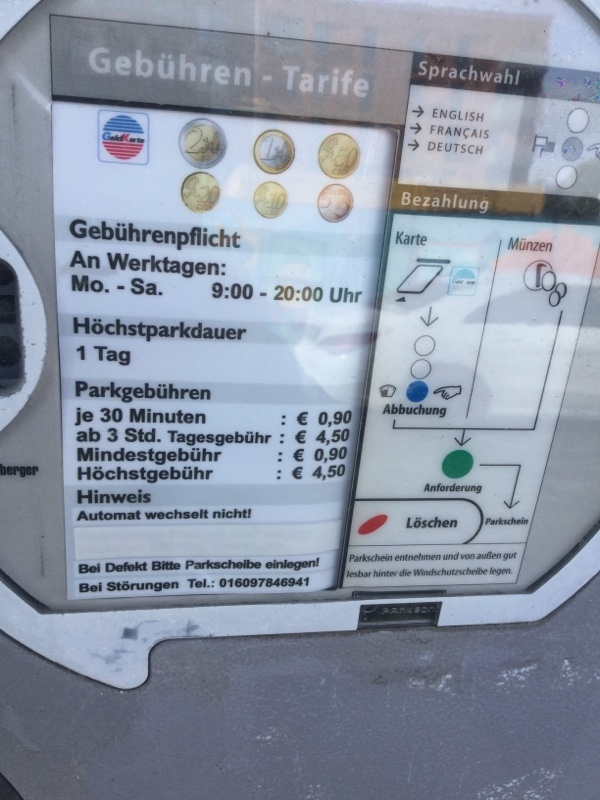 Gebühren - Tarife
GeldKarte
Gebührenpflicht
An Werktagen:
Mo. - Sa. 9:00 - 20:00 Uhr
Höchstparkdauer
1 Tag
Parkgebühren
je 30 Minuten : € 0,90
ab 3 Std. Tagesgebühr : € 4,50
Mindestgebühr : € 0,90
Höchstgebühr : € 4,50
Hinweis
Automat wechselt nicht!
Bei Defekt Bitte Parkscheibe einlegen!
Bei Störungen Tel.: 016097846941
Sprachwahl
→ ENGLISH
→ FRANÇAIS
→ DEUTSCH
Bezahlung
Karte
Münzen
Abbuchung
Anforderung
Löschen
Parkschein
Parkschein entnehmen und von außen gut
lesbar hinter die Windschutzscheibe legen.
berger